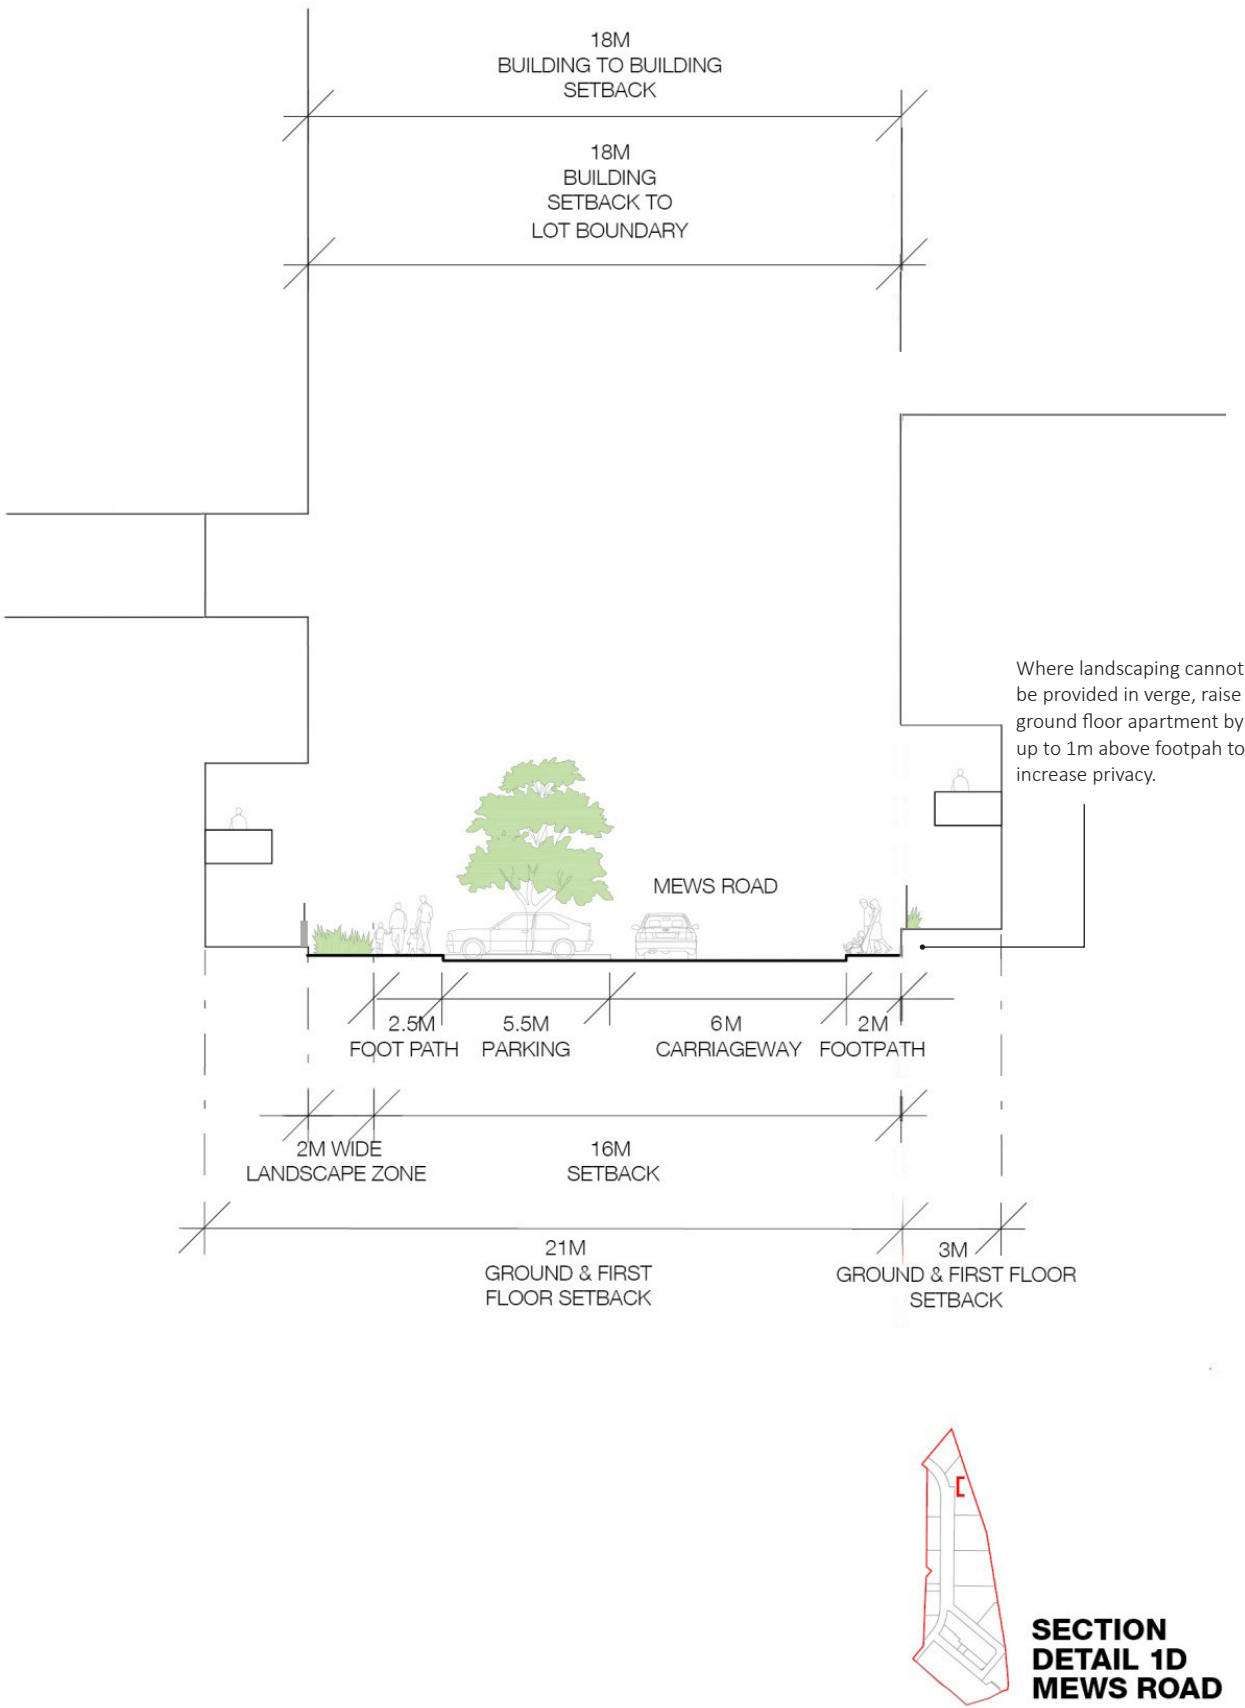 18M
BUILDING TO BUILDING
SETBACK
18M
BUILDING
SETBACK TO
LOT BOUNDARY
Where landscaping cannot
be provided in verge, raise
ground floor apartment by
up to 1m above footpah to
increase privacy.
MEWS ROAD
2.5M
FOOT PATH
5.5M
PARKING
6M
CARRIAGEWAY
2M
FOOTPATH
2M WIDE
LANDSCAPE ZONE
16M
SETBACK
21M
GROUND & FIRST
FLOOR SETBACK
3M
GROUND & FIRST FLOOR
SETBACK
SECTION
DETAIL 1D
MEWS ROAD